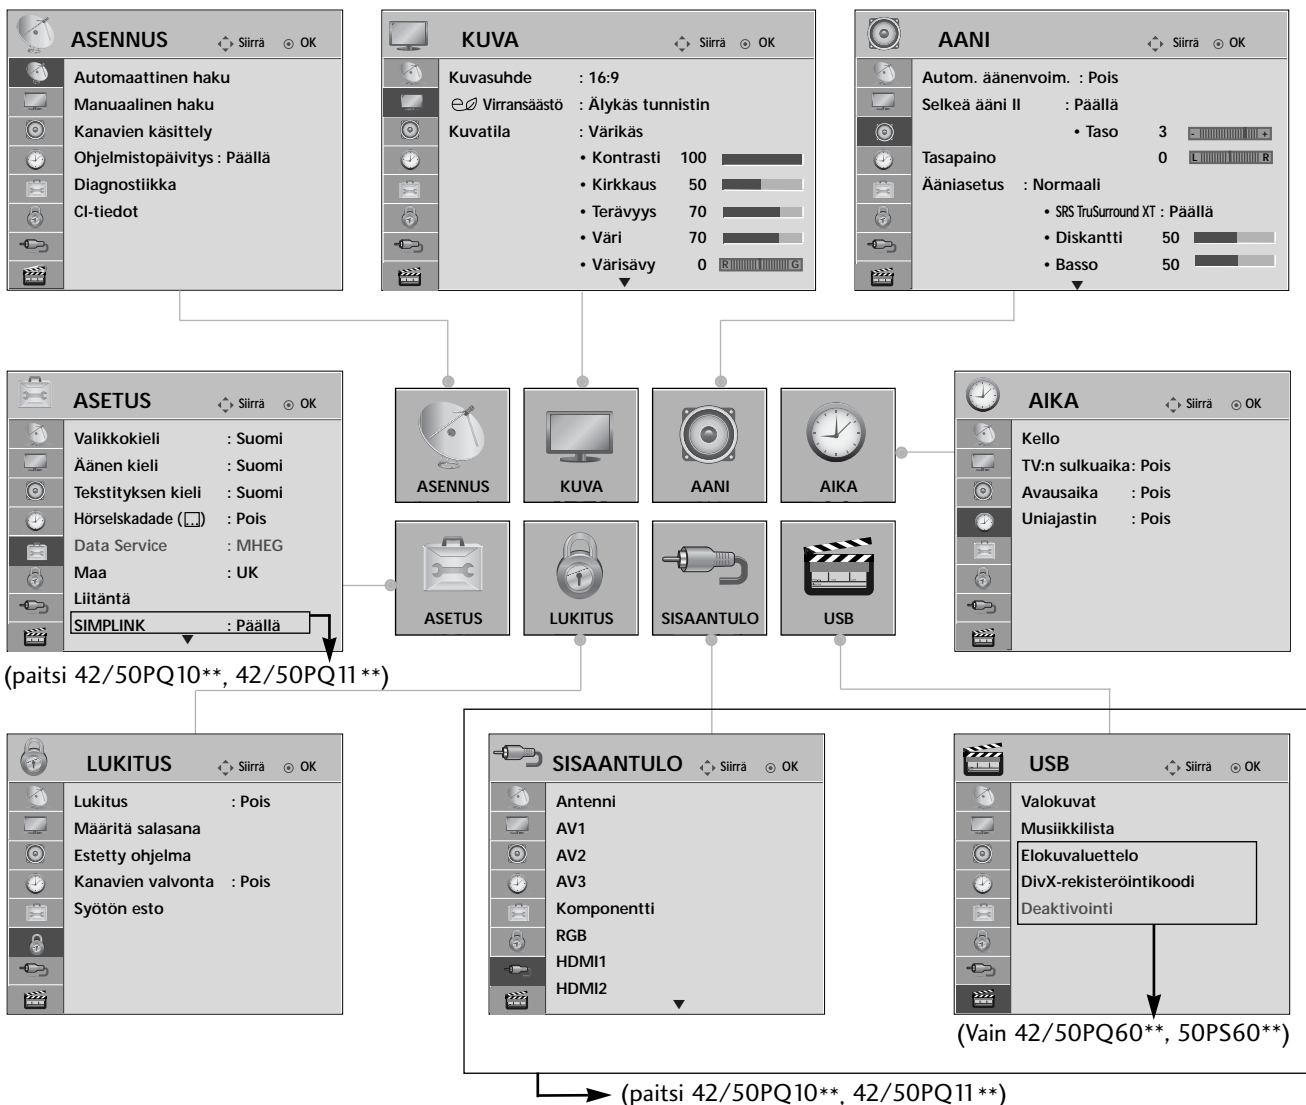 ASENNUS Siirrä OK
Automaattinen haku
Manuaalinen haku
Kanavien käsittely
Ohjelmistopäivitys : Päällä
Diagnostiikka
CI-tiedot
KUVA Siirrä OK
Kuvasuhde : 16:9
Virransäästö : Älykäs tunnistin
Kuvatila : Värikäs
• Kontrasti 100
• Kirkkaus 50
• Terävyys 70
• Väri 70
• Värisävy 0 R G
▼
AANI Siirrä OK
Autom. äänenvoim. : Pois
Selkeä ääni II : Päällä
• Taso 3 - +
Tasapaino 0 L R
Ääniasetus : Normaali
• SRS TruSurround XT : Päällä
• Diskantti 50
• Basso 50
▼
ASETUS Siirrä OK
Valikkokieli : Suomi
Äänen kieli : Suomi
Tekstityksen kieli : Suomi
Hörselskadade ( ) : Pois
Data Service : MHEG
Maa : UK
Liitäntä
SIMPLINK : Päällä
▼
(paitsi 42/50PQ10**, 42/50PQ11**)
ASENNUS
KUVA
AANI
AIKA
ASETUS
LUKITUS
SISAANTULO
USB
AIKA Siirrä OK
Kello
TV:n sulkuaika : Pois
Avausaika : Pois
Uniajastin : Pois
LUKITUS Siirrä OK
Lukitus : Pois
Määritä salasana
Estetty ohjelma
Kanavien valvonta : Pois
Syötön esto
SISAANTULO Siirrä OK
Antenni
AV1
AV2
AV3
Komponentti
RGB
HDMI1
HDMI2
▼
USB Siirrä OK
Valokuvat
Musiikkilista
Elokuvaluettelo
DivX-rekisteröintikoodi
Deaktivointi
(Vain 42/50PQ60**, 50PS60**)
(paitsi 42/50PQ10**, 42/50PQ11**)